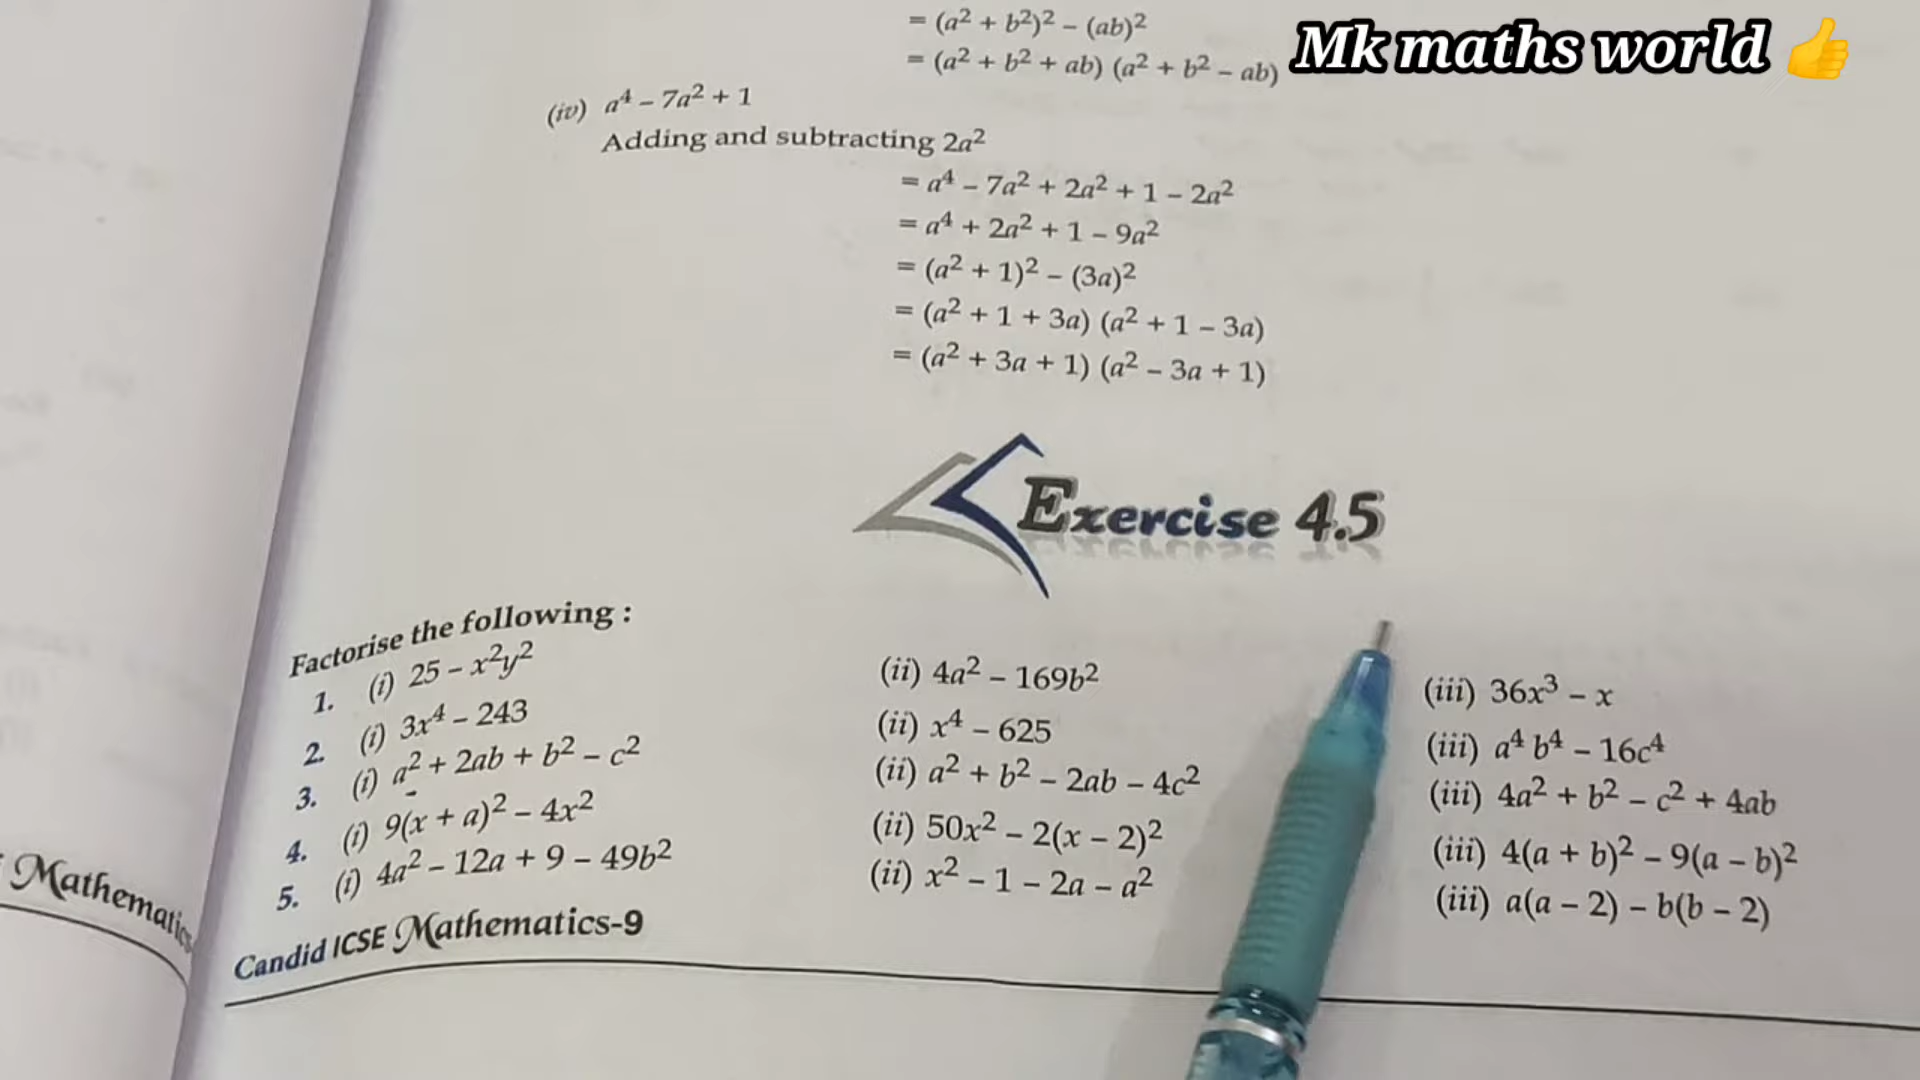 = (a² + b²)² – (ab)²
= (a² + b² + ab) (a² + b² – ab)
Mk maths world 👍
(iv) a⁴ – 7a² + 1
Adding and subtracting 2a²
= a⁴ – 7a² + 2a² + 1 – 2a²
= a⁴ + 2a² + 1 – 9a²
= (a² + 1)² – (3a)²
= (a² + 1 + 3a) (a² + 1 – 3a)
= (a² + 3a + 1) (a² – 3a + 1)
Exercise 4.5
Factorise the following :
1. (i) 25 – x²y² (ii) 4a² – 169b² (iii) 36x³ – x
2. (i) 3x⁴ – 243 (ii) x⁴ – 625 (iii) a⁴ b⁴ – 16c⁴
3. (i) a² + 2ab + b² – c² (ii) a² + b² – 2ab – 4c² (iii) 4a² + b² – c² + 4ab
4. (i) 9(x + a)² – 4x² (ii) 50x² – 2(x – 2)² (iii) 4(a + b)² – 9(a – b)²
5. (i) 4a² – 12a + 9 – 49b² (ii) x² – 1 – 2a – a² (iii) a(a – 2) – b(b – 2)
Candid ICSE Mathematics-9
Mathematics